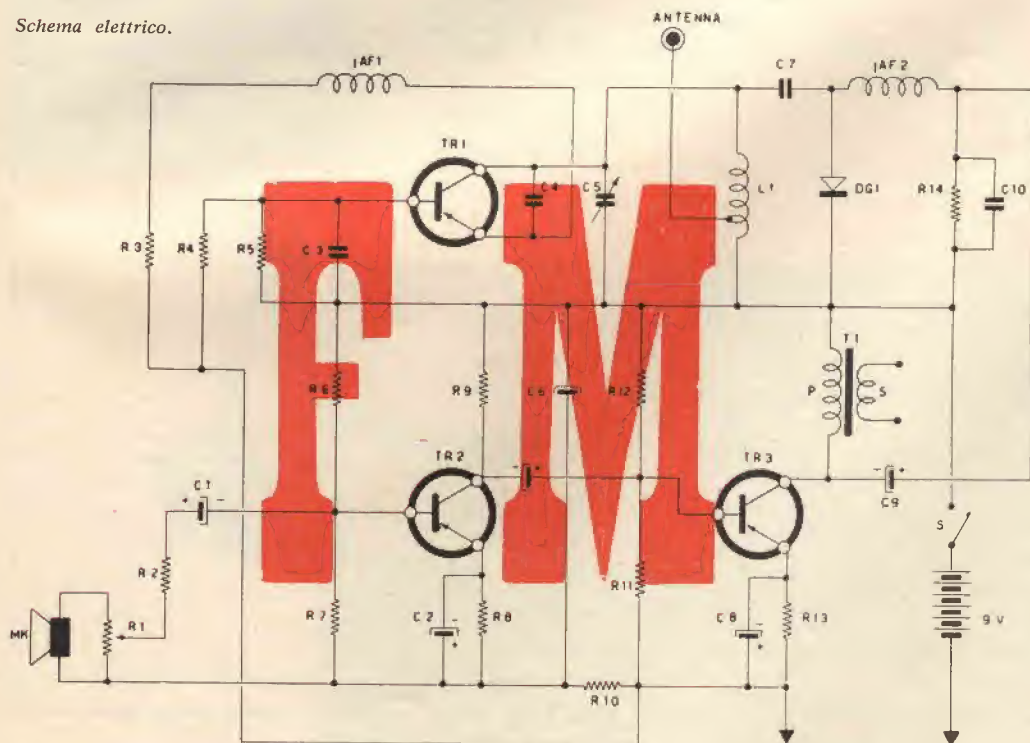 Schema elettrico.
ANTENNA
JAF1
C7
JAF2
TR1
C4
C5
L1
DG1
R14
C10
R3
R4
R5
C3
FM
R6
R9
C6
R12
T1
P
S
TR2
- +
TR3
C1
+ -
- +
C9
S
R2
R11
MK
R1
R7
C2
-
+
R8
C8
-
+
R13
9 V
R10